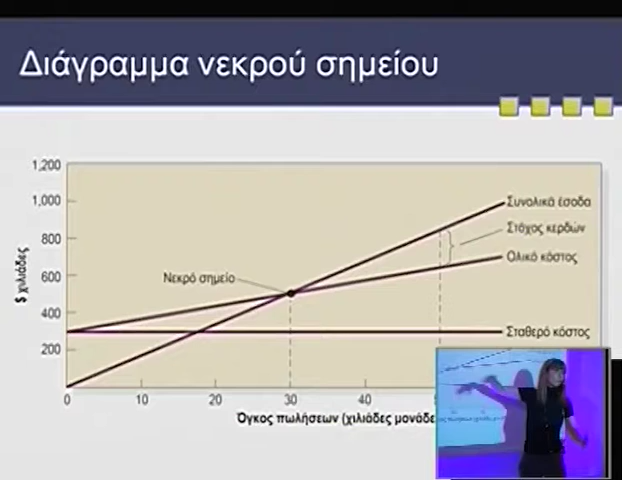 Διάγραμμα νεκρού σημείου
1,200
1,000
800
600
400
200
$ χιλιάδες
Νεκρό σημείο
Συνολικά έσοδα
Στόχος κερδών
Ολικό κόστος
Σταθερό κόστος
0 10 20 30 40
Όγκος πωλήσεων (χιλιάδες